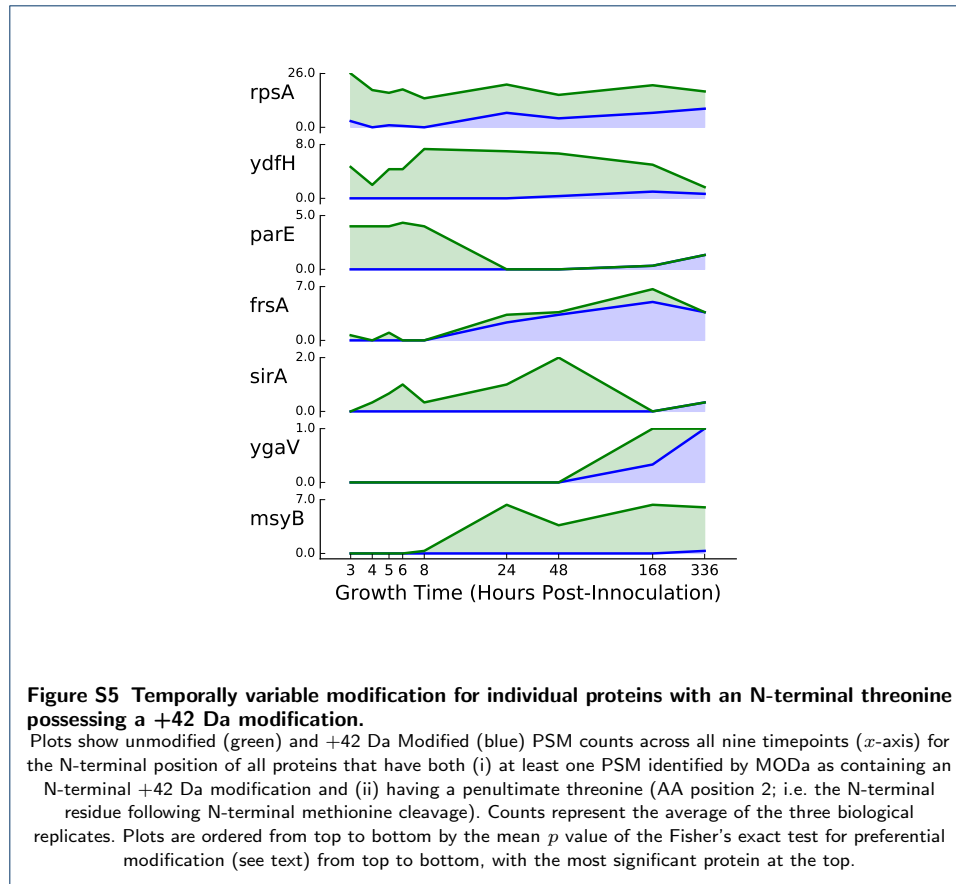 26.0
rpsA
0.0
8.0
ydfH
0.0
5.0
parE
0.0
7.0
frsA
0.0
2.0
sirA
0.0
1.0
ygaV
0.0
7.0
msyB
0.0
3 4 5 6 8 24 48 168 336
Growth Time (Hours Post-Innoculation)
Figure S5 Temporally variable modification for individual proteins with an N-terminal threonine
possessing a +42 Da modification.
Plots show unmodified (green) and +42 Da Modified (blue) PSM counts across all nine timepoints (x-axis) for
the N-terminal position of all proteins that have both (i) at least one PSM identified by MODa as containing an
N-terminal +42 Da modification and (ii) having a penultimate threonine (AA position 2; i.e. the N-terminal
residue following N-terminal methionine cleavage). Counts represent the average of the three biological
replicates. Plots are ordered from top to bottom by the mean p value of the Fisher's exact test for preferential
modification (see text) from top to bottom, with the most significant protein at the top.